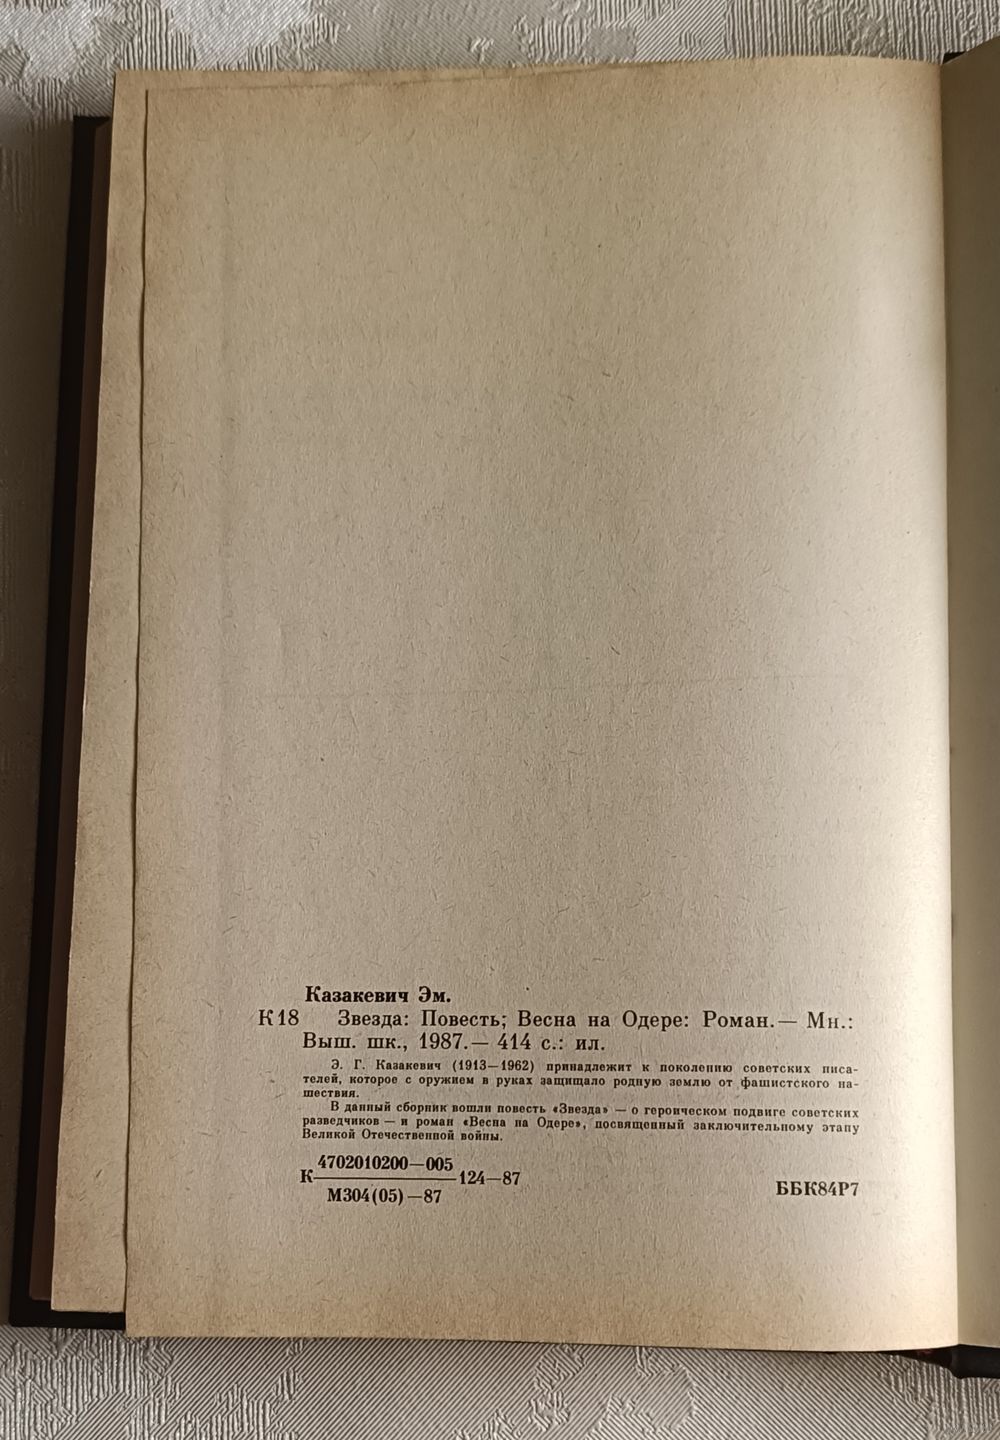 Казакевич Эм.
К 18 Звезда: Повесть; Весна на Одере: Роман.— Мн.:
Выш. шк., 1987.— 414 с.: ил.
Э. Г. Казакевич (1913—1962) принадлежит к поколению советских писа-
телей, которое с оружием в руках защищало родную землю от фашистского на-
шествия.
В данный сборник вошли повесть «Звезда» — о героическом подвиге советских
разведчиков — и роман «Весна на Одере», посвященный заключительному этапу
Великой Отечественной войны.
4702010200—005
К 124—87
М304(05)—87
ББК84Р7